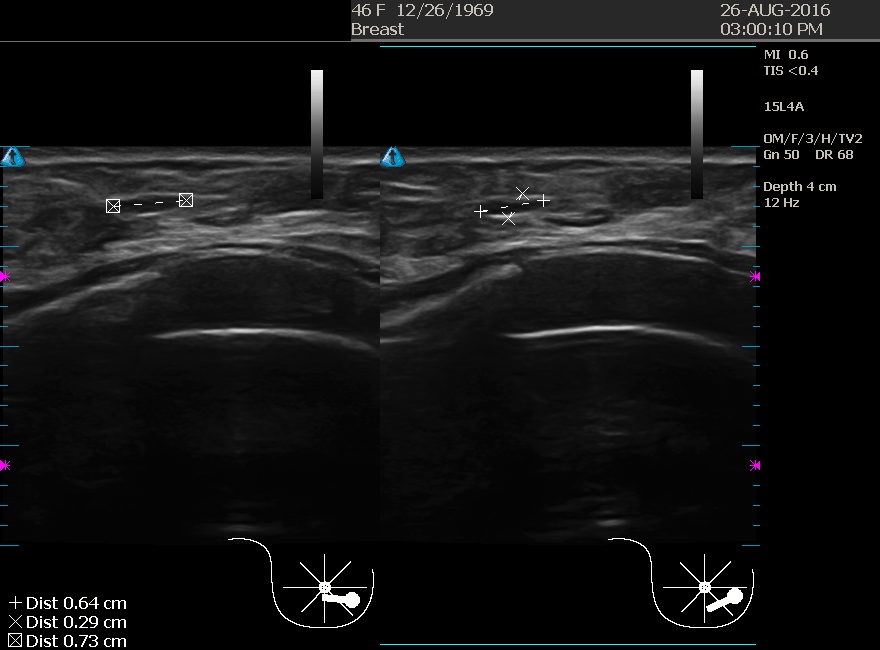 46 F 12/26/1969 26-AUG-2016
Breast 03:00:10 PM
MI 0.6
TIS <0.4
15L4A
OM/F/3/H/TV2
Gn 50 DR 68
Depth 4 cm
12 Hz
Dist 0.64 cm
Dist 0.29 cm
Dist 0.73 cm